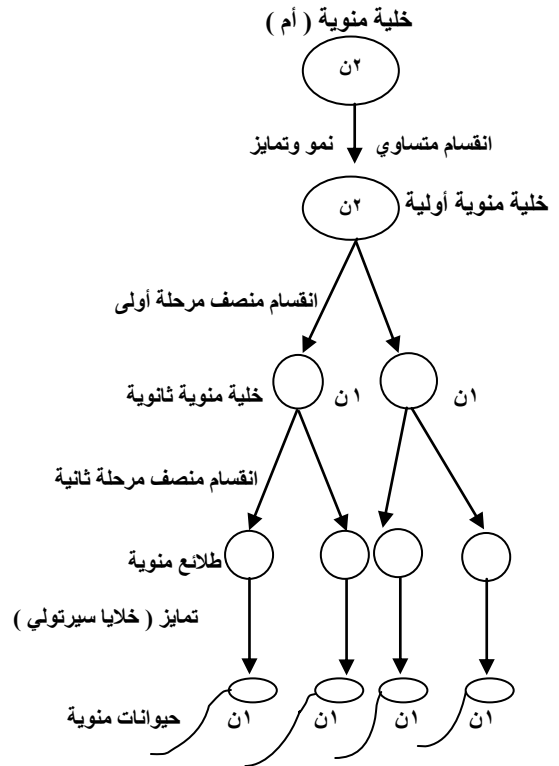 خلية منوية ( أم )
٢ن
انقسام متساوي نمو وتمايز
خلية منوية أولية
٢ن
انقسام منصف مرحلة أولى
١ن
١ن
خلية منوية ثانوية
انقسام منصف مرحلة ثانية
طلائع منوية
تمايز ( خلايا سيرتولي )
١ن
١ن
١ن
١ن
حيوانات منوية